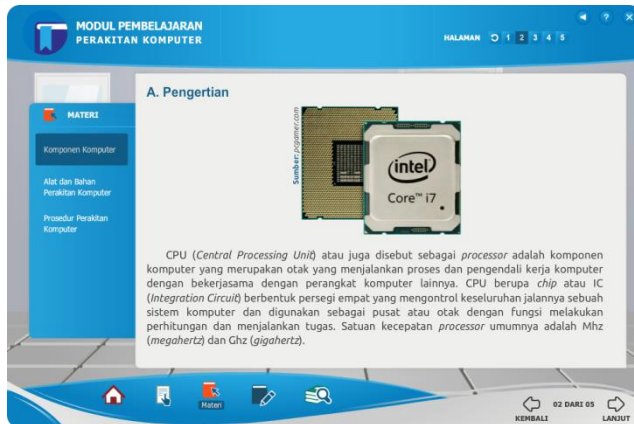 MODUL PEMBELAJARAN
PERAKITAN KOMPUTER
HALAMAN 1 2 3 4 5
? X
MATERI
Komponen Komputer
Alat dan Bahan
Perakitan Komputer
Prosedur Perakitan
Komputer
A. Pengertian
Sumber: pcgamer.com
intel
Core™ i7
CPU (Central Processing Unit) atau juga disebut sebagai processor adalah komponen
komputer yang merupakan otak yang menjalankan proses dan pengendali kerja komputer
dengan bekerjasama dengan perangkat komputer lainnya. CPU berupa chip atau IC
(Integration Circuit) berbentuk persegi empat yang mengontrol keseluruhan jalannya sebuah
sistem komputer dan digunakan sebagai pusat atau otak dengan fungsi melakukan
perhitungan dan menjalankan tugas. Satuan kecepatan processor umumnya adalah Mhz
(megahertz) dan Ghz (gigahertz).
Materi
02 DARI 05
KEMBALI
LANJUT